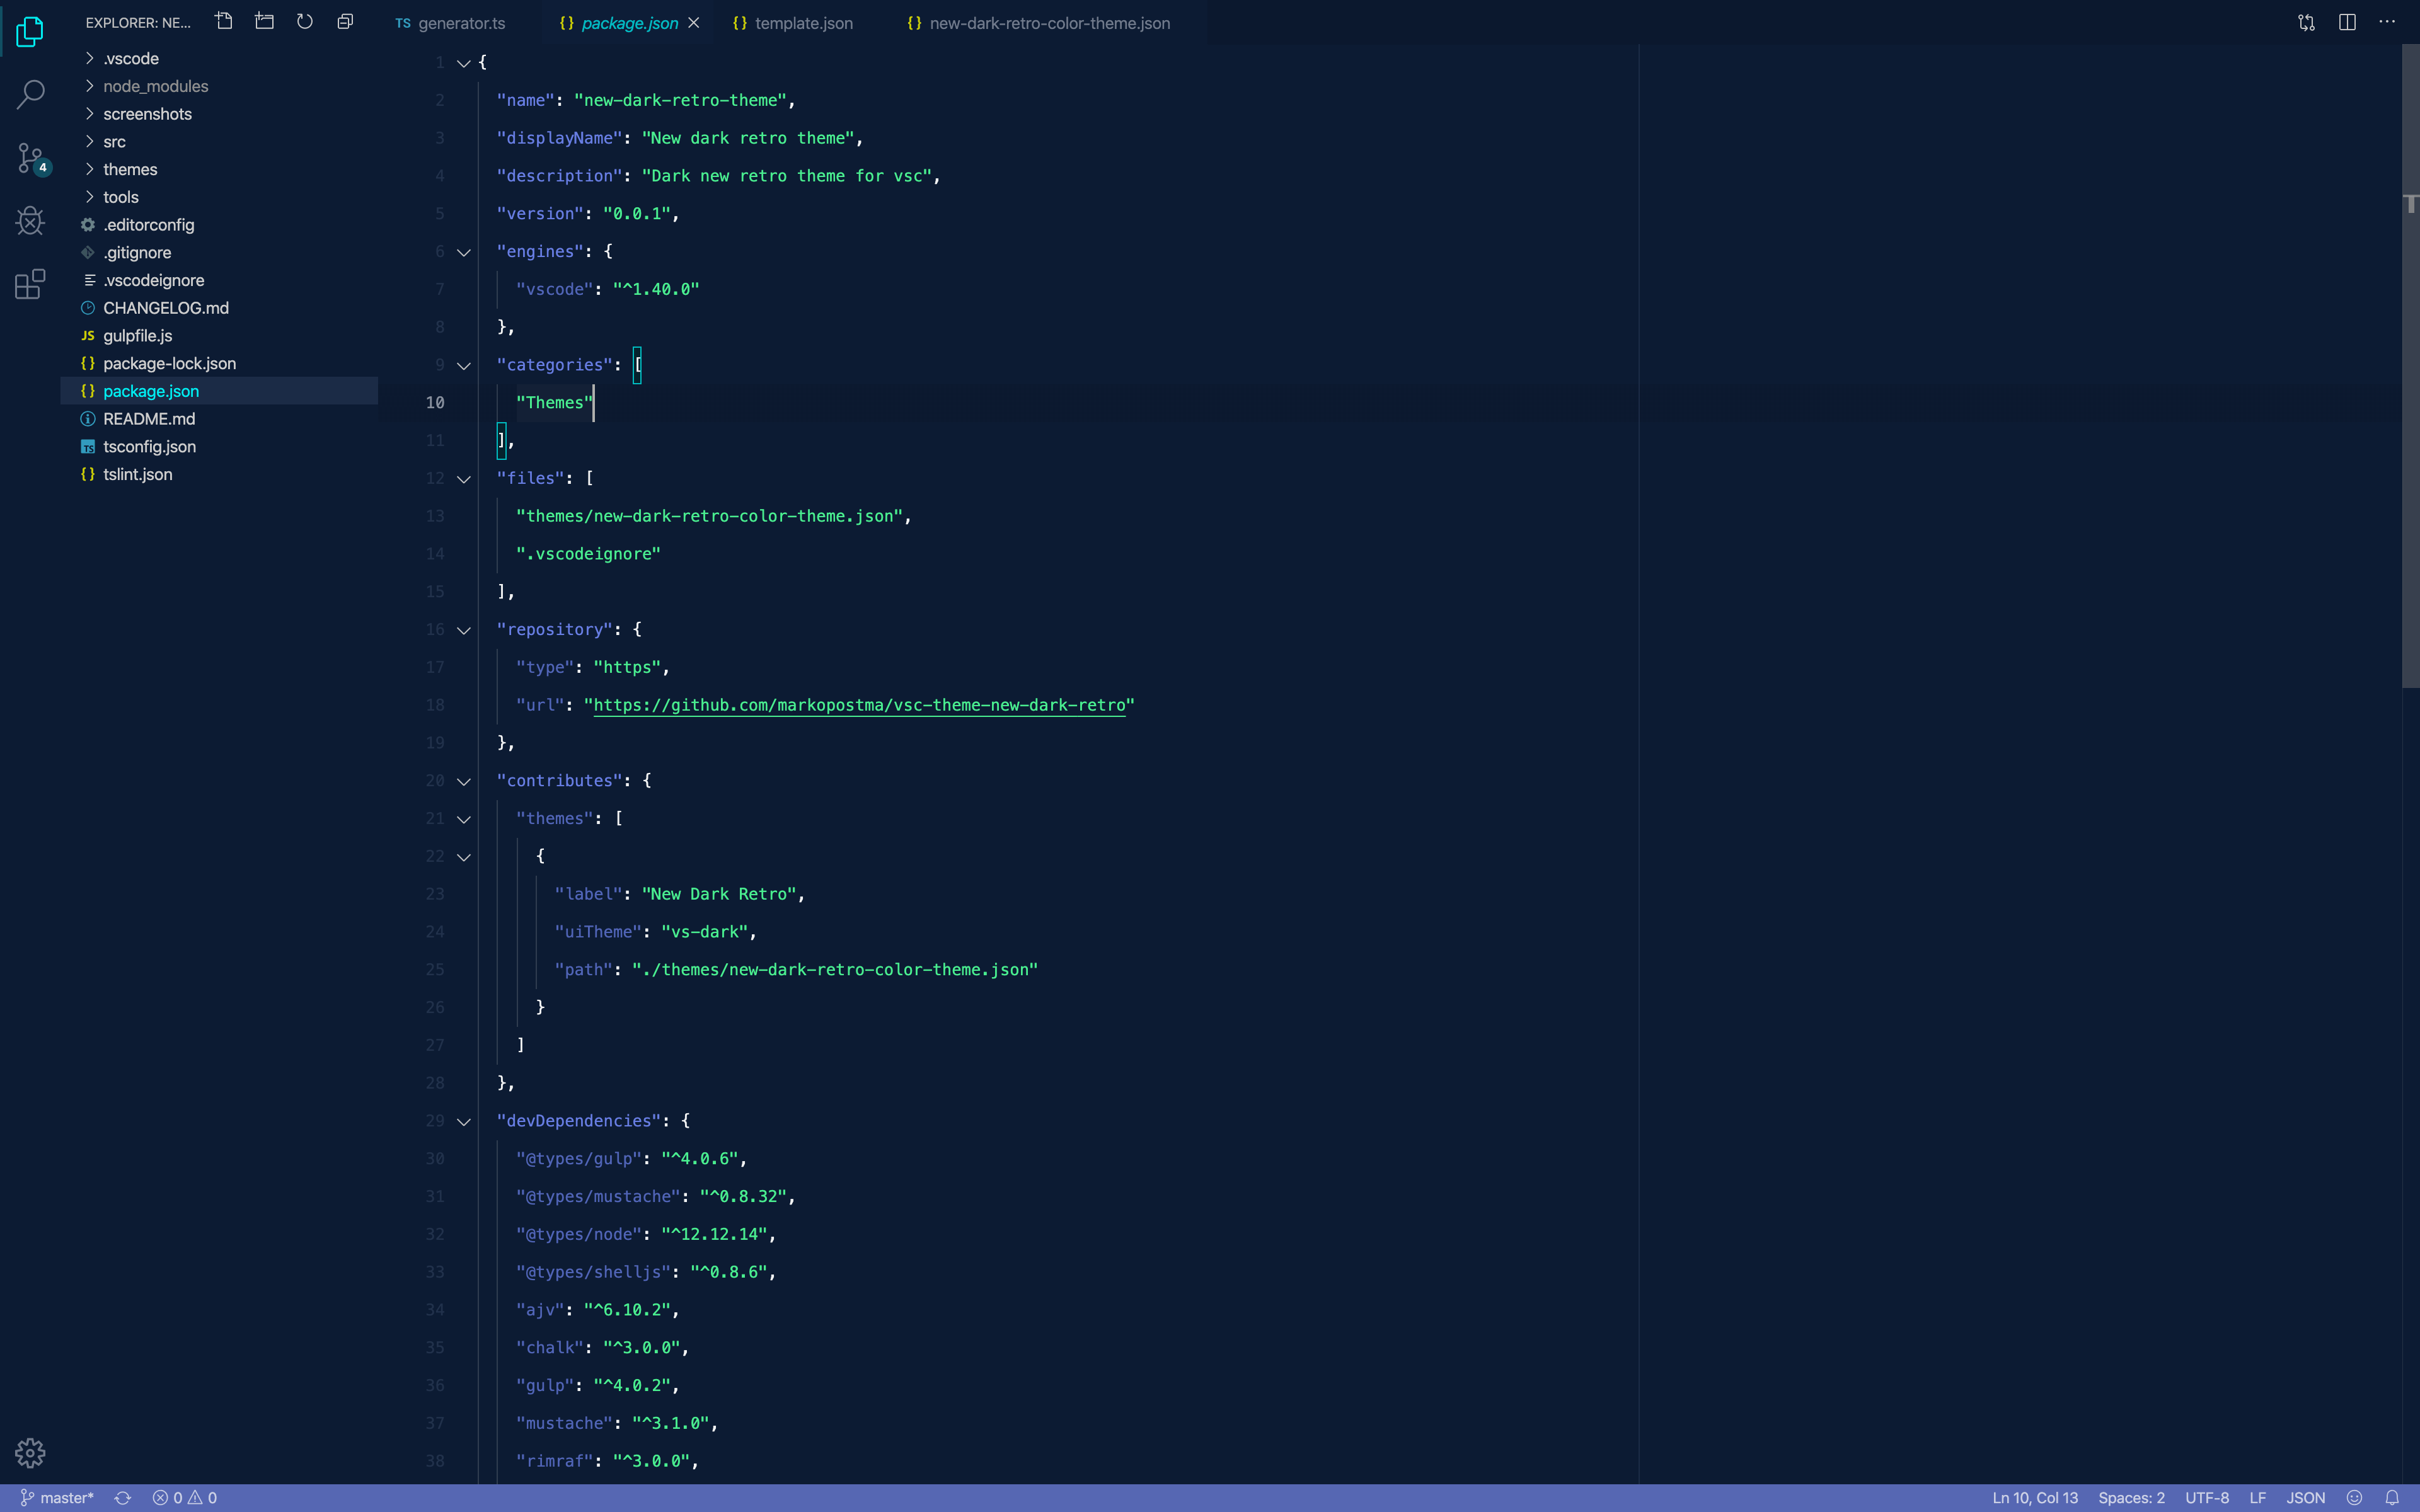 EXPLORER: NE...
.vscode
node_modules
screenshots
src
themes
tools
.editorconfig
.gitignore
.vscodeignore
CHANGELOG.md
JS gulpfile.js
{} package-lock.json
{} package.json
README.md
TS tsconfig.json
{} tslint.json
4
TS generator.ts {} package.json {} template.json {} new-dark-retro-color-theme.json
1 {
2 "name": "new-dark-retro-theme",
3 "displayName": "New dark retro theme",
4 "description": "Dark new retro theme for vsc",
5 "version": "0.0.1",
6 "engines": {
7 "vscode": "^1.40.0"
8 },
9 "categories": [
10 "Themes"
11 ],
12 "files": [
13 "themes/new-dark-retro-color-theme.json",
14 ".vscodeignore"
15 ],
16 "repository": {
17 "type": "https",
18 "url": "https://github.com/markopostma/vsc-theme-new-dark-retro"
19 },
20 "contributes": {
21 "themes": [
22 {
23 "label": "New Dark Retro",
24 "uiTheme": "vs-dark",
25 "path": "./themes/new-dark-retro-color-theme.json"
26 }
27 ]
28 },
29 "devDependencies": {
30 "@types/gulp": "^4.0.6",
31 "@types/mustache": "^0.8.32",
32 "@types/node": "^12.12.14",
33 "@types/shelljs": "^0.8.6",
34 "ajv": "^6.10.2",
35 "chalk": "^3.0.0",
36 "gulp": "^4.0.2",
37 "mustache": "^3.1.0",
38 "rimraf": "^3.0.0",
master* 0 0 Ln 10, Col 13 Spaces: 2 UTF-8 LF JSON